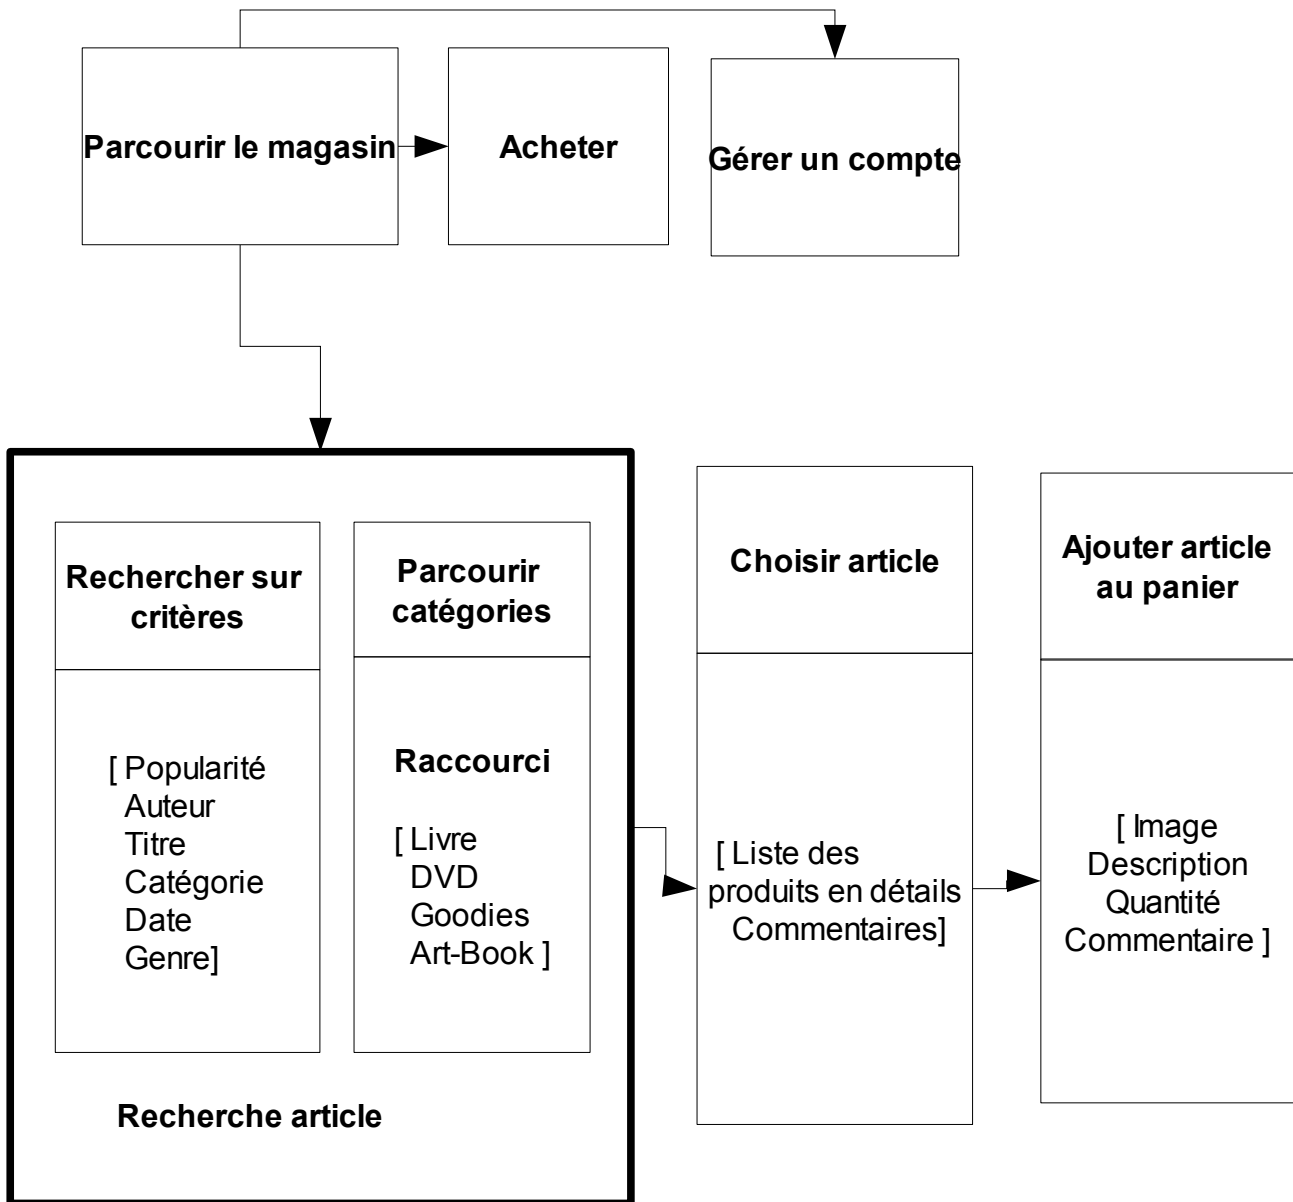 Parcourir le magasin
Acheter
Gérer un compte
Rechercher sur
critères
[ Popularité
Auteur
Titre
Catégorie
Date
Genre]
Parcourir
catégories
Raccourci
[ Livre
DVD
Goodies
Art-Book ]
Recherche article
Choisir article
[ Liste des
produits en détails
Commentaires]
Ajouter article
au panier
[ Image
Description
Quantité
Commentaire ]